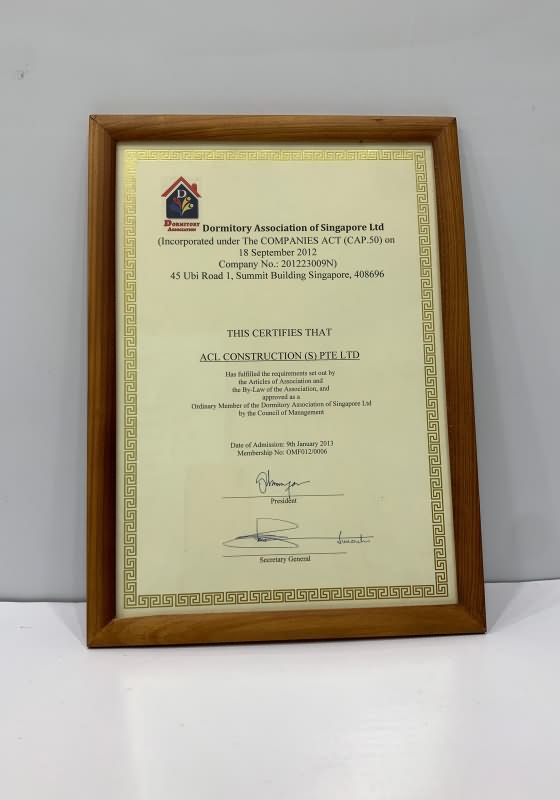 DORMITORY
ASSOCIATION
Dormitory Association of Singapore Ltd
(Incorporated under The COMPANIES ACT (CAP.50) on
18 September 2012
Company No.: 201223009N)
45 Ubi Road 1, Summit Building Singapore, 408696
THIS CERTIFIES THAT
ACL CONSTRUCTION (S) PTE LTD
Has fulfilled the requirements set out by
the Articles of Association and
the By-Law of the Association, and
approved as a
Ordinary Member of the Dormitory Association of Singapore Ltd
by the Council of Management
Date of Admission: 9th January 2013
Membership No: OMF012/0006
President
Secretary General